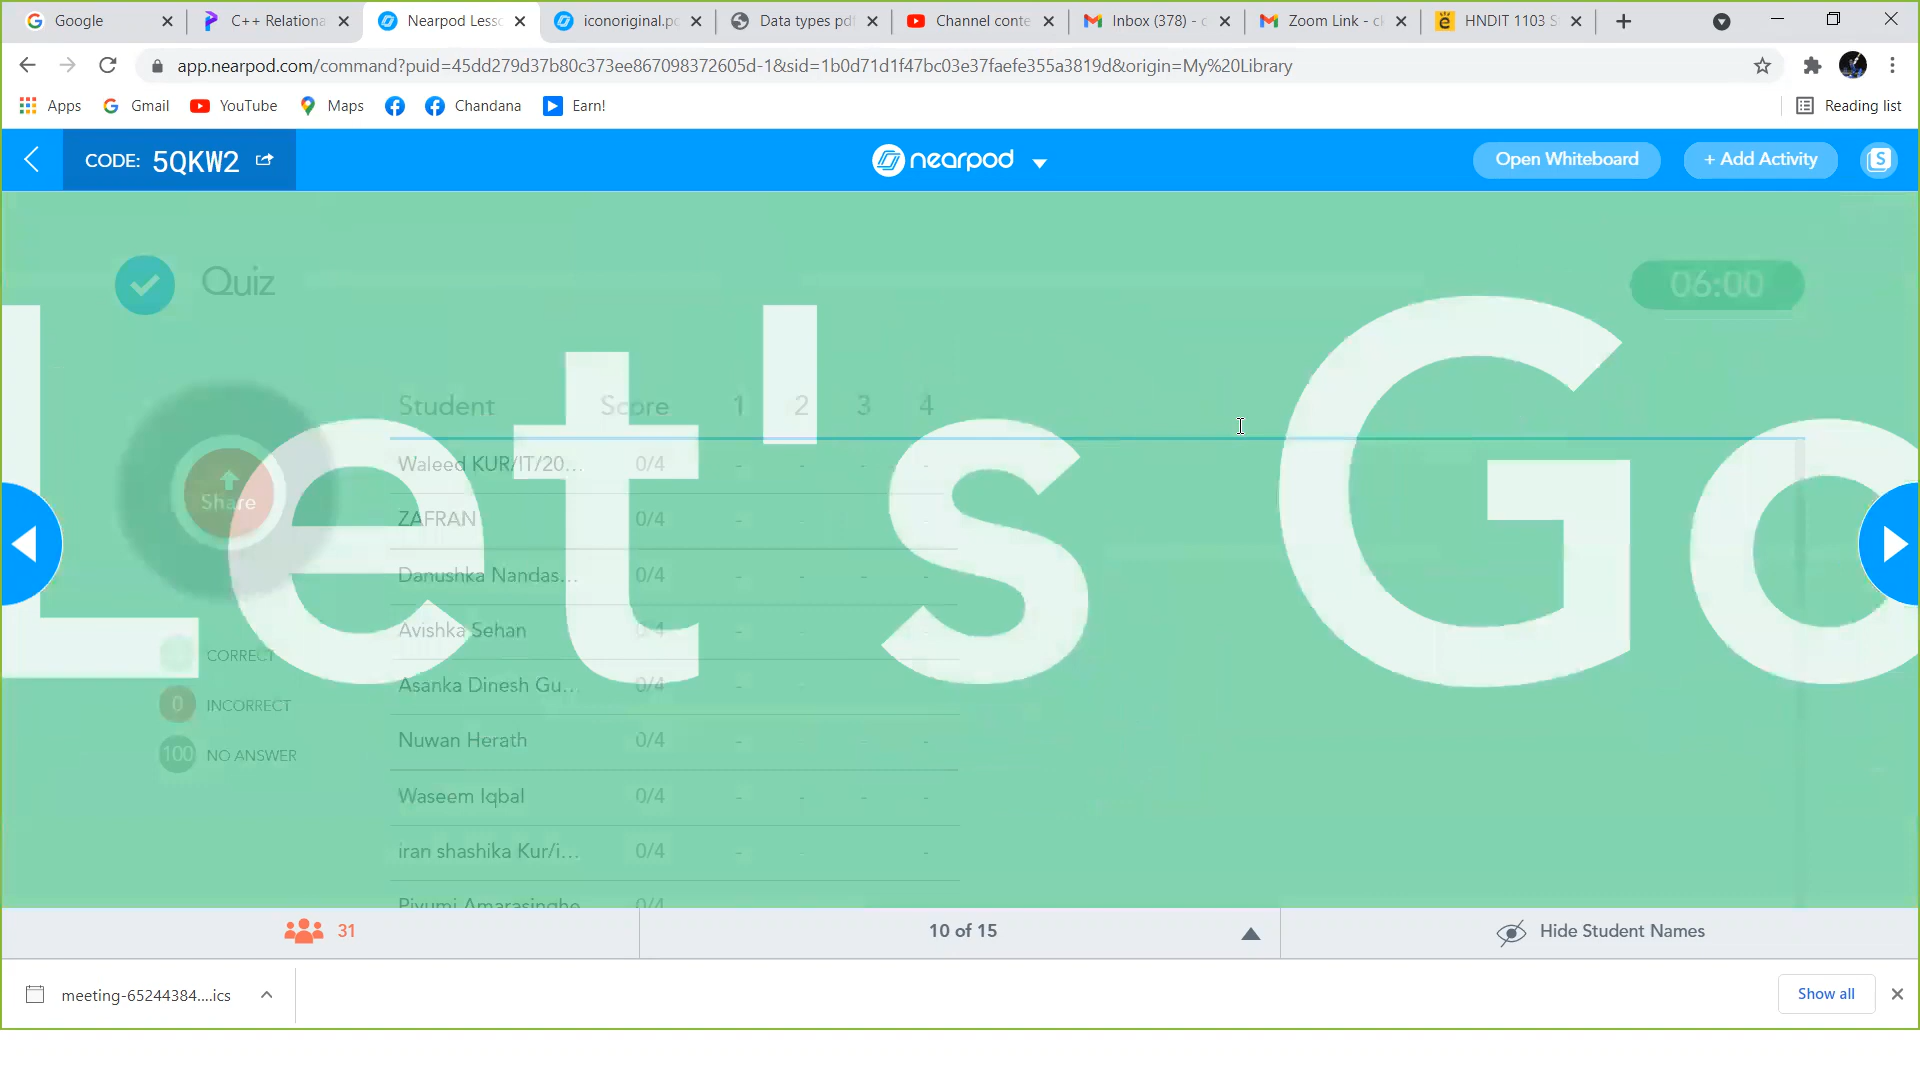 Google
C++ Relationa
Nearpod Less
iconoriginal.p
Data types pdf
Channel conte
Inbox (378) - c
Zoom Link - c
HNDIT 1103 S
app.nearpod.com/command?puid=45dd279d37b80c373ee867098372605d-1&sid=1b0d71d1f47bc03e37faefe355a3819d&origin=My%20Library
Apps
Gmail
YouTube
Maps
Chandana
Earn!
Reading list
CODE: 5QKW2
nearpod
Open Whiteboard
+ Add Activity
S
Quiz
06:00
Let's Go
Student Score 1 2 3 4
Waleed KUR/IT/20... 0/4 - - - -
ZAFRAN 0/4 - - - -
Danushka Nandas... 0/4 - - - -
Avishka Sehan 0/4 - - - -
Asanka Dinesh Gu... 0/4 - - - -
Nuwan Herath 0/4 - - - -
Waseem Iqbal 0/4 - - - -
iran shashika Kur/i... 0/4 - - - -
Piyumi Amarasinghe 0/4
Share
CORRECT
0 INCORRECT
100 NO ANSWER
31
10 of 15
Hide Student Names
meeting-65244384....ics
Show all